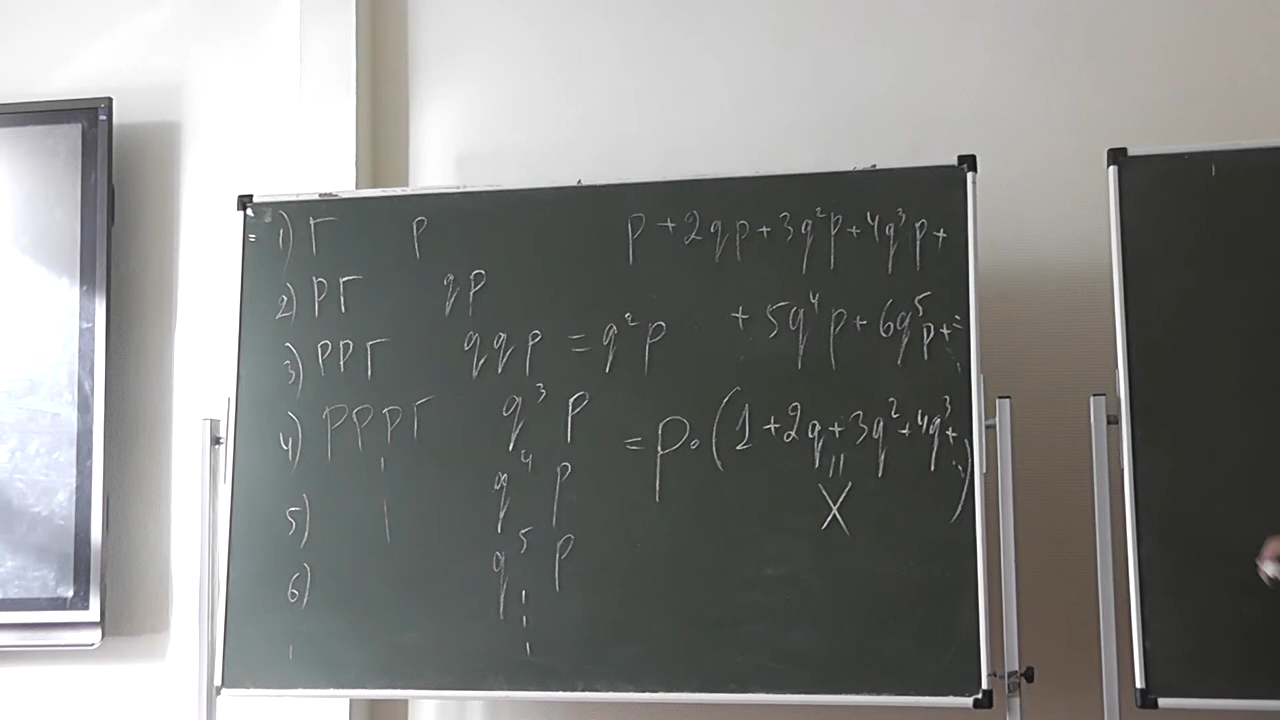 1) Г p
2) РГ qp
3) РРГ qqp = q²p
4) РРРГ q³ p
5) q⁴ p
6) q⁵ p
p + 2qp + 3q²p + 4q³p +
+ 5q⁴p + 6q⁵p + ... =
= p · (1 + 2q + 3q² + 4q³ + ...)
||
X